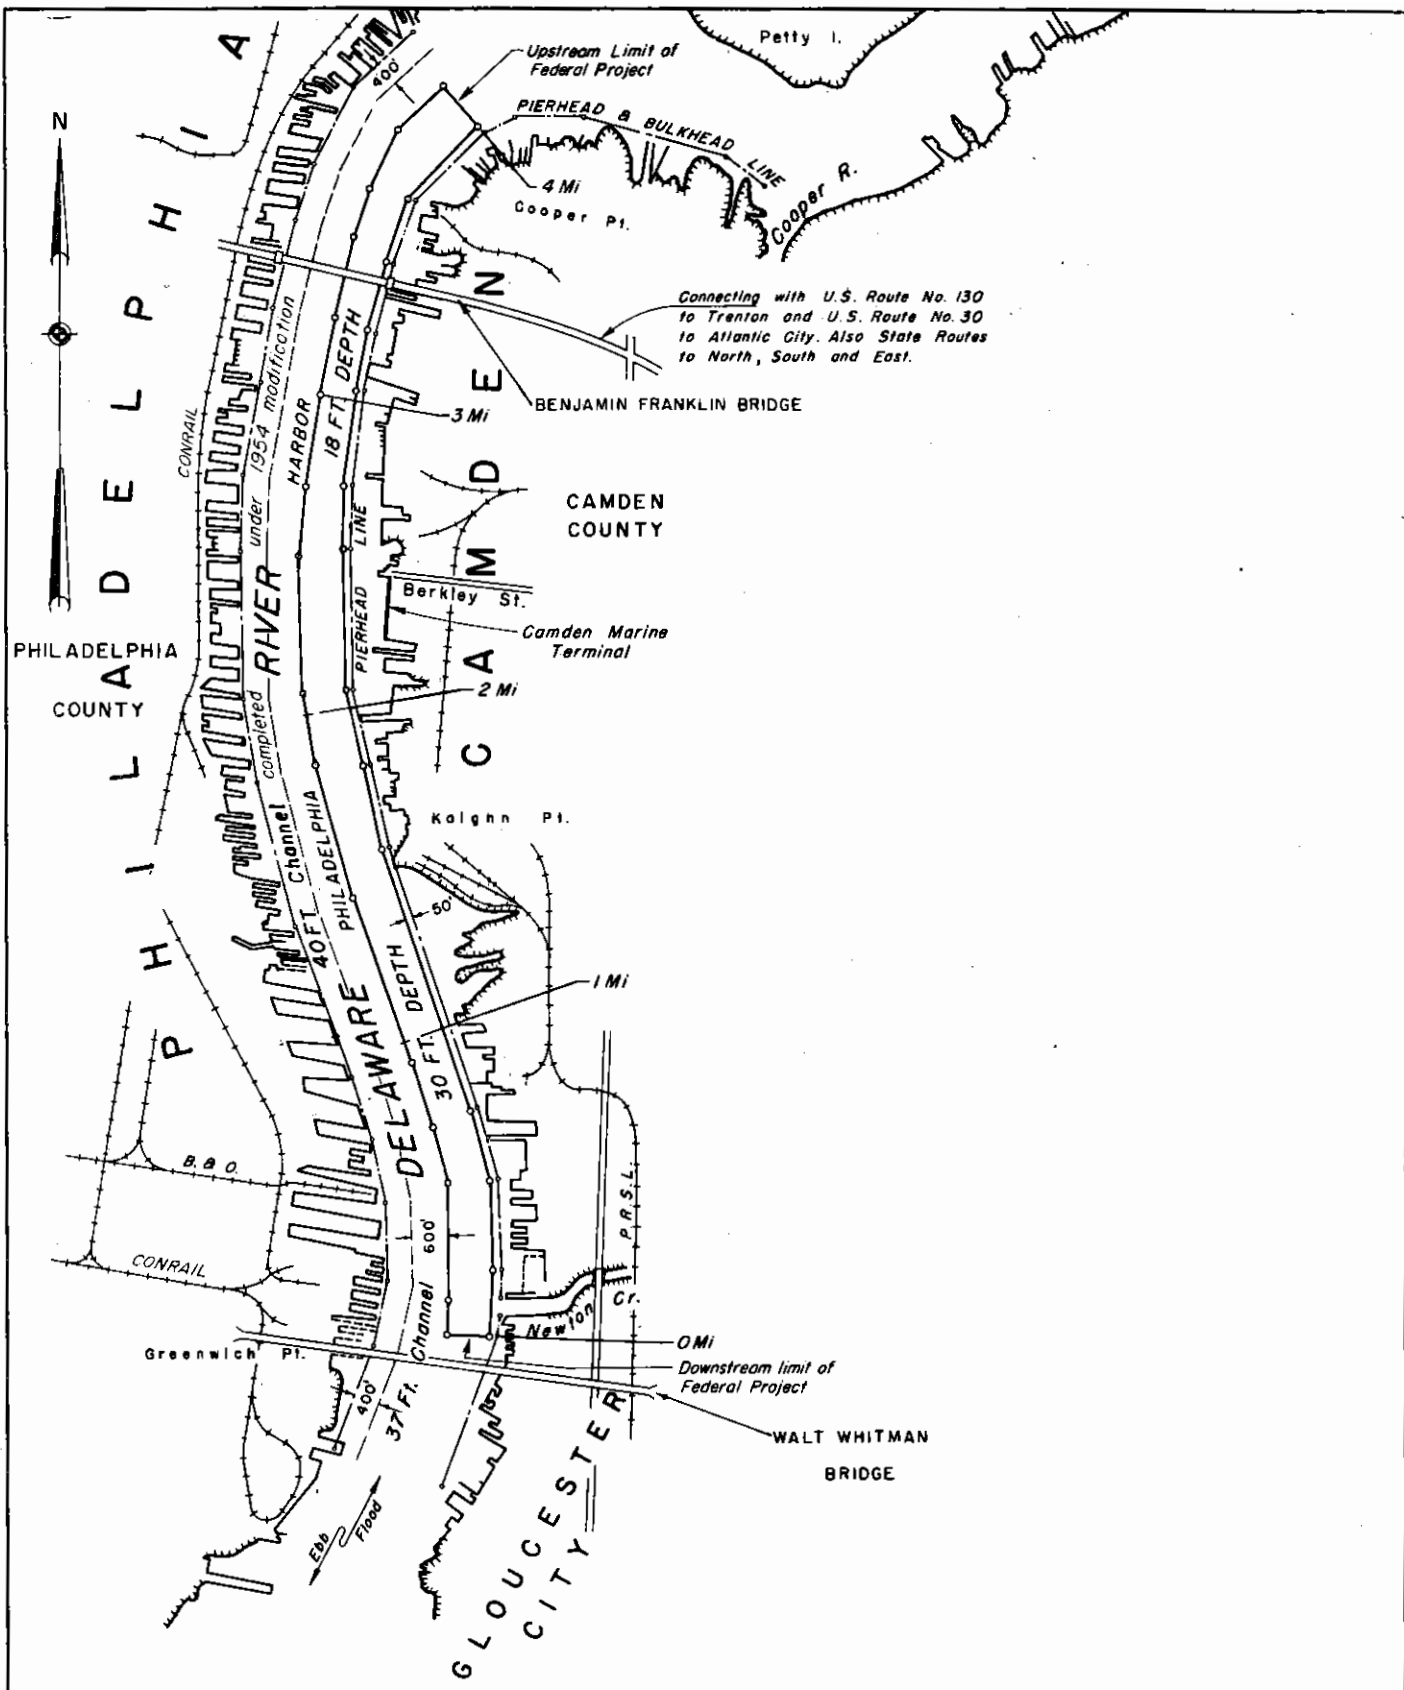 Petty I.
Upstream Limit of
Federal Project
400'
PIERHEAD & BULKHEAD LINE
N
4 Mi
Cooper Pt.
Cooper R.
Connecting with U.S. Route No. 130
to Trenton and U.S. Route No. 30
to Atlantic City. Also State Routes
to North, South and East.
BENJAMIN FRANKLIN BRIDGE
3 Mi
PHILADELPHIA
CONRAIL
HARBOR
18 FT. DEPTH
PIERHEAD LINE
CAMDEN
CAMDEN
COUNTY
Berkley St.
Camden Marine
Terminal
PHILADELPHIA
COUNTY
2 Mi
40 FT. Channel completed under 1954 modification
DELAWARE RIVER
PHILADELPHIA
Kaighn Pt.
50'
1 Mi
30 FT. DEPTH
B. & O.
P.R.S.L.
600'
CONRAIL
Newton Cr.
0 Mi
Greenwich Pt.
Downstream limit of
Federal Project
400'
37 Ft. Channel
WALT WHITMAN
BRIDGE
Ebb
Flood
GLOUCESTER
CITY